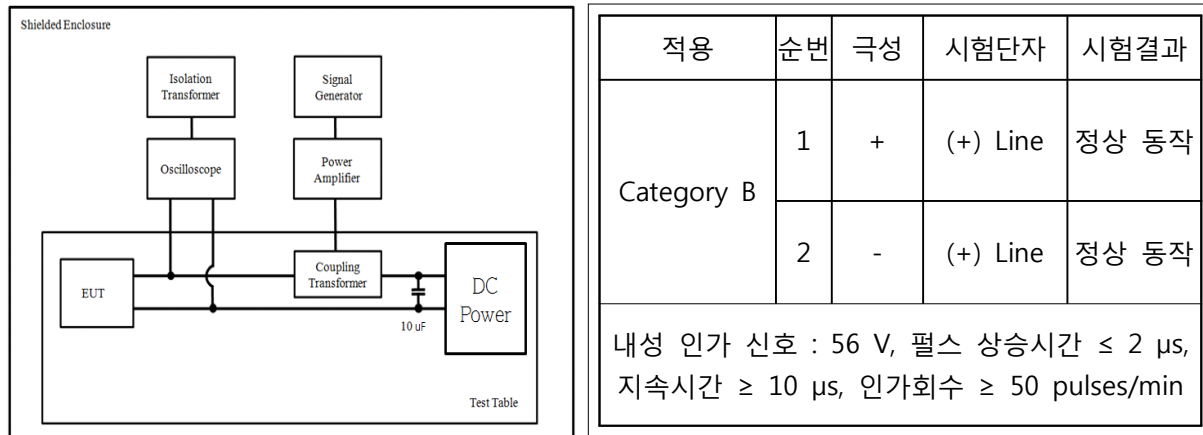 Shielded Enclosure
Isolation
Transformer
Signal
Generator
Oscilloscope
Power
Amplifier
EUT
Coupling
Transformer
10 uF
DC
Power
Test Table
적용 순번 극성 시험단자 시험결과
Category B
1 + (+) Line 정상 동작
2 - (+) Line 정상 동작
내성 인가 신호 : 56 V, 펄스 상승시간 ≤ 2 μs,
지속시간 ≥ 10 μs, 인가회수 ≥ 50 pulses/min